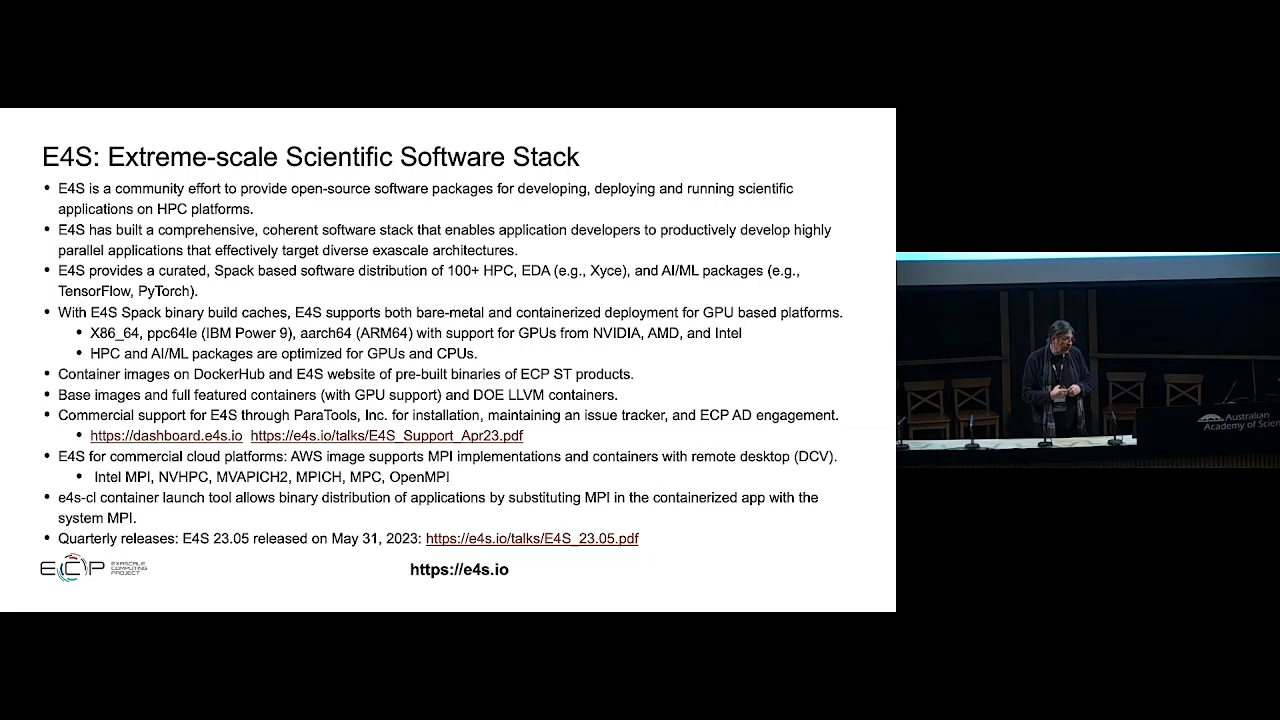 E4S: Extreme-scale Scientific Software Stack
• E4S is a community effort to provide open-source software packages for developing, deploying and running scientific
applications on HPC platforms.
• E4S has built a comprehensive, coherent software stack that enables application developers to productively develop highly
parallel applications that effectively target diverse exascale architectures.
• E4S provides a curated, Spack based software distribution of 100+ HPC, EDA (e.g., Xyce), and AI/ML packages (e.g.,
TensorFlow, PyTorch).
• With E4S Spack binary build caches, E4S supports both bare-metal and containerized deployment for GPU based platforms.
• X86_64, ppc64le (IBM Power 9), aarch64 (ARM64) with support for GPUs from NVIDIA, AMD, and Intel
• HPC and AI/ML packages are optimized for GPUs and CPUs.
• Container images on DockerHub and E4S website of pre-built binaries of ECP ST products.
• Base images and full featured containers (with GPU support) and DOE LLVM containers.
• Commercial support for E4S through ParaTools, Inc. for installation, maintaining an issue tracker, and ECP AD engagement.
• https://dashboard.e4s.io https://e4s.io/talks/E4S_Support_Apr23.pdf
• E4S for commercial cloud platforms: AWS image supports MPI implementations and containers with remote desktop (DCV).
• Intel MPI, NVHPC, MVAPICH2, MPICH, MPC, OpenMPI
• e4s-cl container launch tool allows binary distribution of applications by substituting MPI in the containerized app with the
system MPI.
• Quarterly releases: E4S 23.05 released on May 31, 2023: https://e4s.io/talks/E4S_23.05.pdf
ECP
EXASCALE
COMPUTING
PROJECT
https://e4s.io
Australian
Academy of Scien